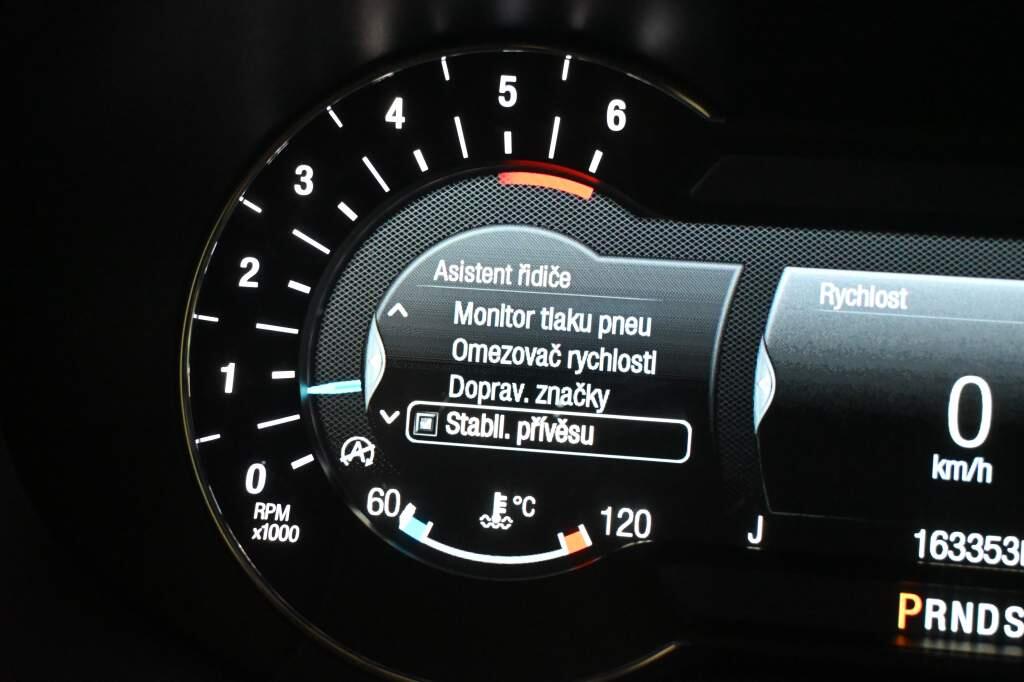 6
5
4
3
2
1
0
RPM
x1000
Asistent řidiče
Monitor tlaku pneu
Omezovač rychlosti
Doprav. značky
Stabil. přívěsu
60
°C
120
Rychlost
0
km/h
J
163353
PRNDS